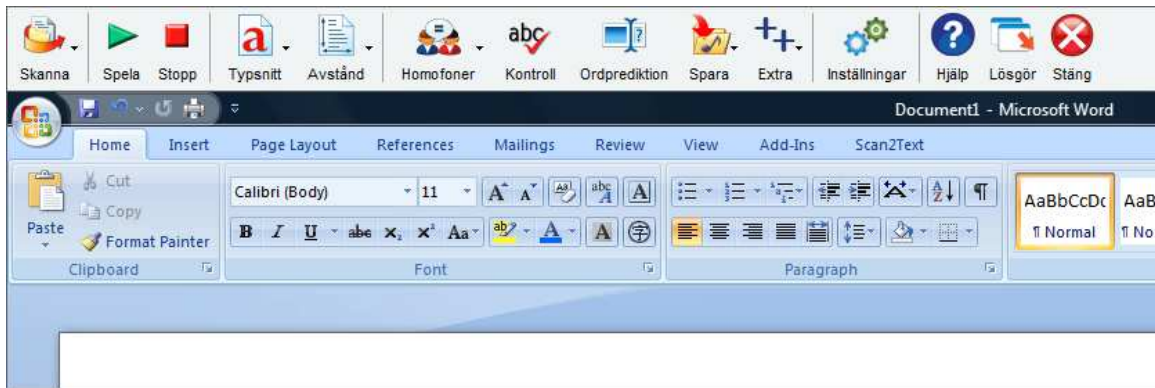 Skanna Spela Stopp Typsnitt Avstånd Homofoner Kontroll Ordprediktion Spara Extra Inställningar Hjälp Lösgör Stäng
Document1 - Microsoft Word
Home Insert Page Layout References Mailings Review View Add-Ins Scan2Text
Cut
Copy
Paste
Format Painter
Clipboard
Calibri (Body) 11
Font
Paragraph
AaBbCcDc AaB
¶ Normal ¶ No